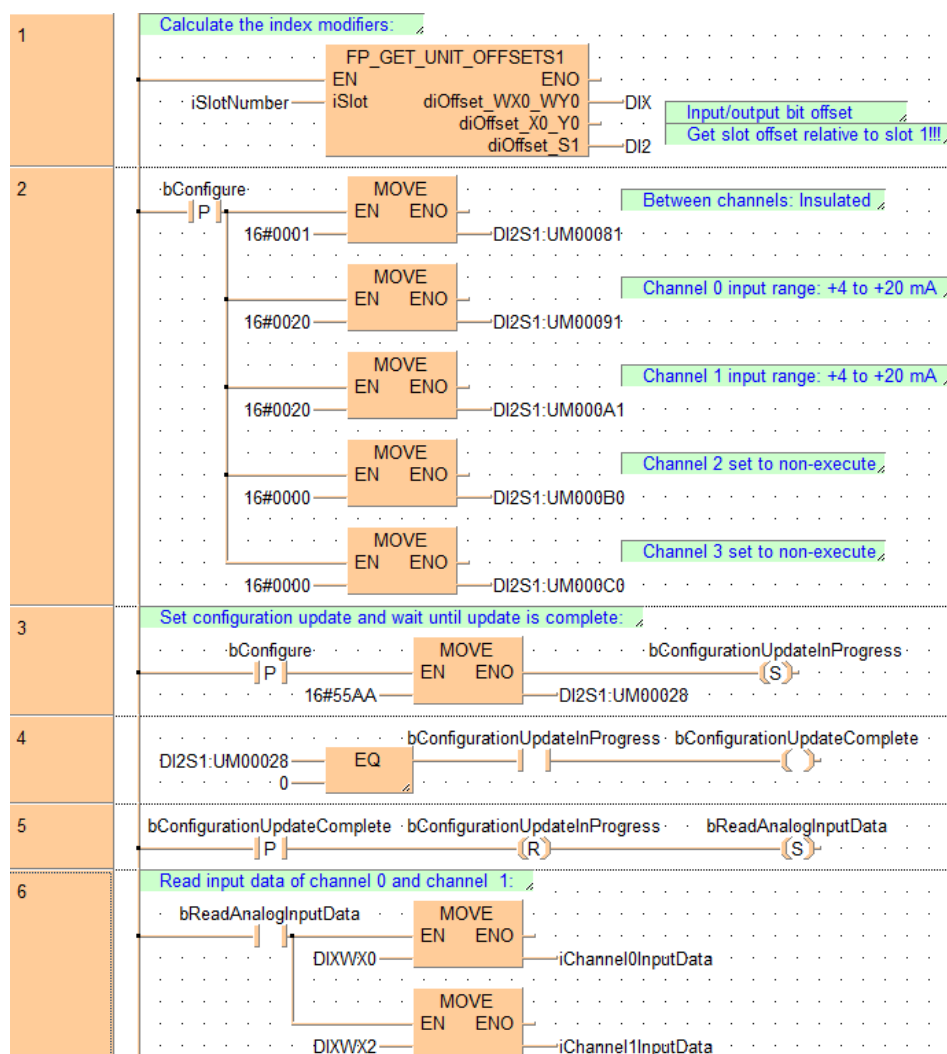 1
Calculate the index modifiers:
FP_GET_UNIT_OFFSETS1
EN ENO
iSlotNumber iSlot diOffset_WX0_WY0 DIX
Input/output bit offset
diOffset_X0_Y0
Get slot offset relative to slot 1!!!
diOffset_S1 DI2
2
bConfigure MOVE
Between channels: Insulated
P EN ENO
16#0001 DI2S1:UM00081
MOVE
Channel 0 input range: +4 to +20 mA
EN ENO
16#0020 DI2S1:UM00091
MOVE
Channel 1 input range: +4 to +20 mA
EN ENO
16#0020 DI2S1:UM000A1
MOVE
Channel 2 set to non-execute
EN ENO
16#0000 DI2S1:UM000B0
MOVE
Channel 3 set to non-execute
EN ENO
16#0000 DI2S1:UM000C0
3
Set configuration update and wait until update is complete:
bConfigure MOVE bConfigurationUpdateInProgress
P EN ENO S
16#55AA DI2S1:UM00028
4
bConfigurationUpdateInProgress bConfigurationUpdateComplete
DI2S1:UM00028 EQ
0
5
bConfigurationUpdateComplete bConfigurationUpdateInProgress bReadAnalogInputData
P R S
6
Read input data of channel 0 and channel 1:
bReadAnalogInputData MOVE
EN ENO
DIXWX0 iChannel0InputData
MOVE
EN ENO
DIXWX2 iChannel1InputData